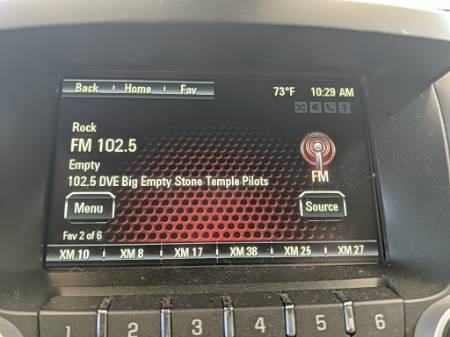 Back Home Fav 73°F 10:29 AM
Rock
FM 102.5
Empty
102.5 DVE Big Empty Stone Temple Pilots
FM
Menu Source
Fav 2 of 6
XM 10 XM 8 XM 17 XM 38 XM 25 XM 27
1 2 3 4 5 6